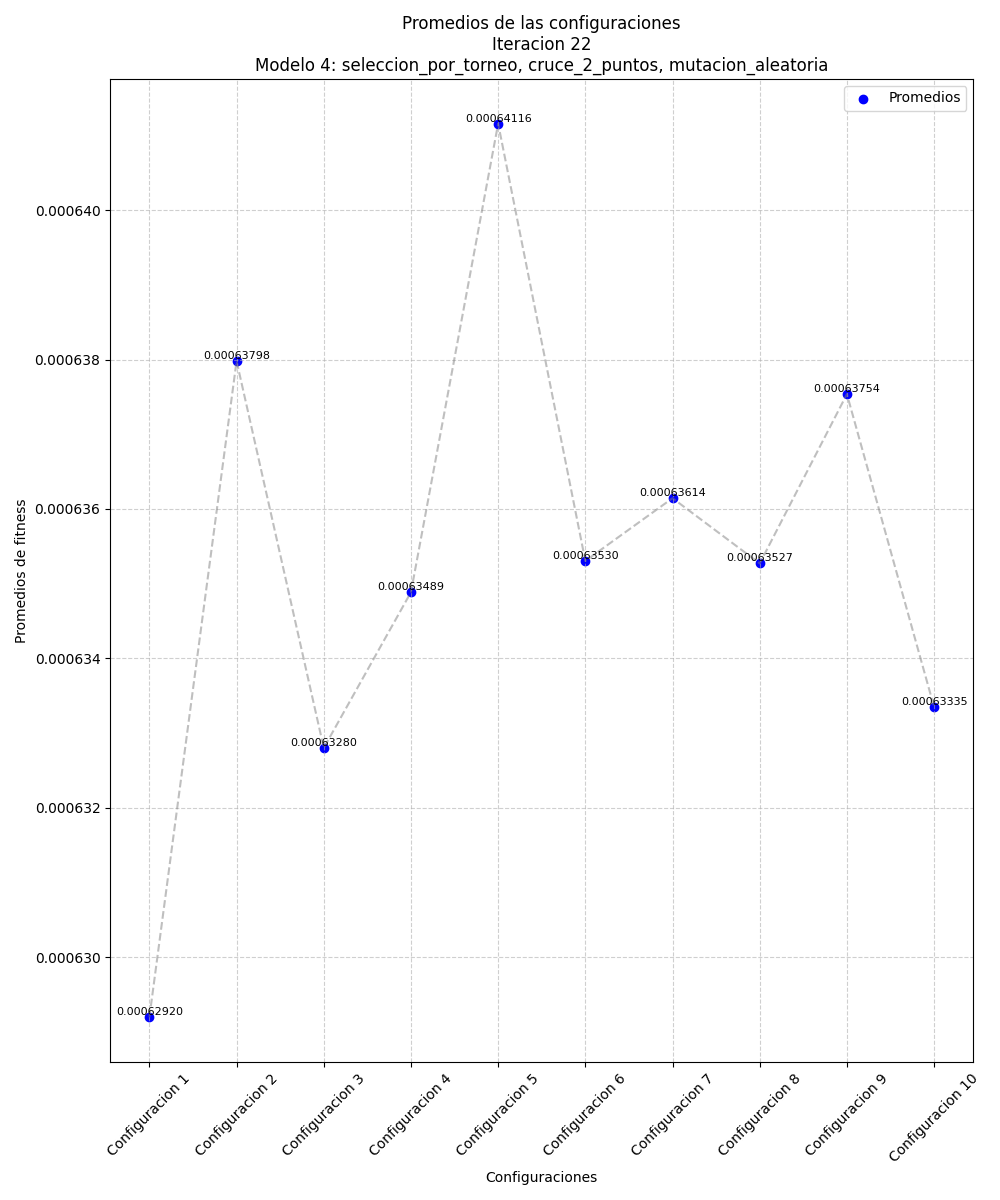 Promedios de las configuraciones
Iteracion 22
Modelo 4: seleccion_por_torneo, cruce_2_puntos, mutacion_aleatoria
Promedios
0.00064116
0.000640
0.000638
0.00063798
0.00063754
0.000636
0.00063614
0.00063530
0.00063527
0.00063489
0.000634
0.00063335
0.00063280
0.000632
0.000630
0.00062920
Promedios de fitness
Configuracion 1
Configuracion 2
Configuracion 3
Configuracion 4
Configuracion 5
Configuracion 6
Configuracion 7
Configuracion 8
Configuracion 9
Configuracion 10
Configuraciones